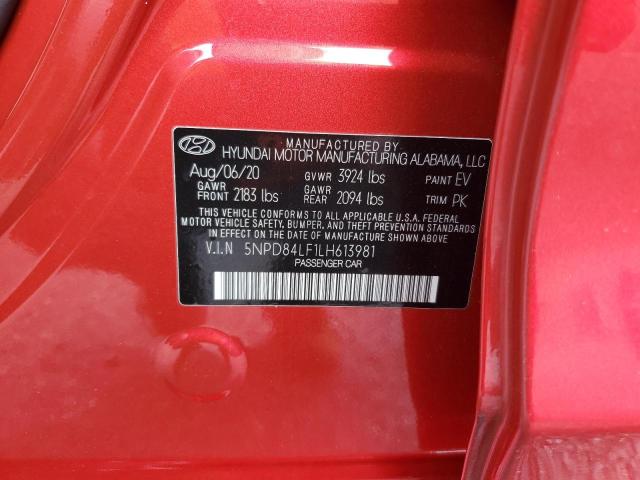 MANUFACTURED BY
HYUNDAI MOTOR MANUFACTURING ALABAMA, LLC
Aug/06/20 GVWR 3924 lbs PAINT EV
GAWR FRONT 2183 lbs GAWR REAR 2094 lbs TRIM PK
THIS VEHICLE CONFORMS TO ALL APPLICABLE U.S.A. FEDERAL
MOTOR VEHICLE SAFETY, BUMPER, AND THEFT PREVENTION
STANDARDS IN EFFECT ON THE DATE OF MANUFACTURE SHOWN ABOVE.
V.I.N 5NPD84LF1LH613981
PASSENGER CAR